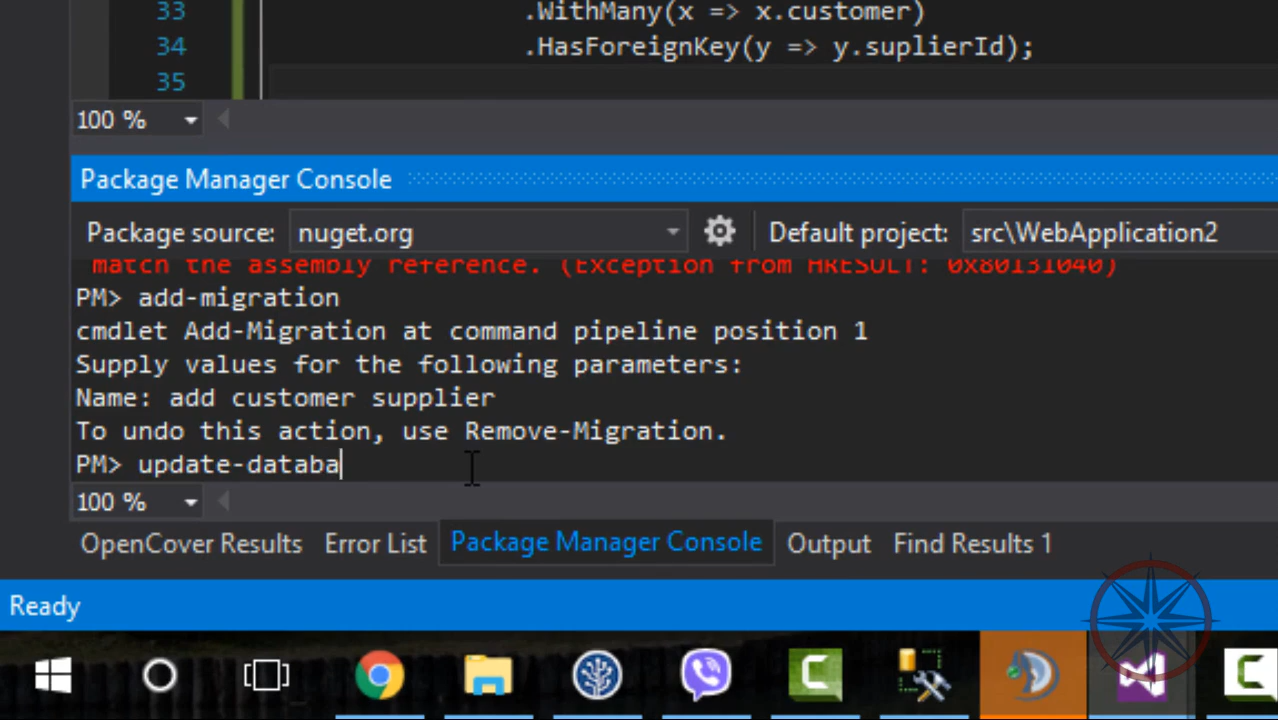 33 .WithMany(x => x.customer)
34 .HasForeignKey(y => y.suplierId);
35
100 %
Package Manager Console
Package source: nuget.org Default project: src\WebApplication2
match the assembly reference. (Exception from HRESULT: 0x80131040)
PM> add-migration
cmdlet Add-Migration at command pipeline position 1
Supply values for the following parameters:
Name: add customer supplier
To undo this action, use Remove-Migration.
PM> update-databa
100 %
OpenCover Results Error List Package Manager Console Output Find Results 1
Ready